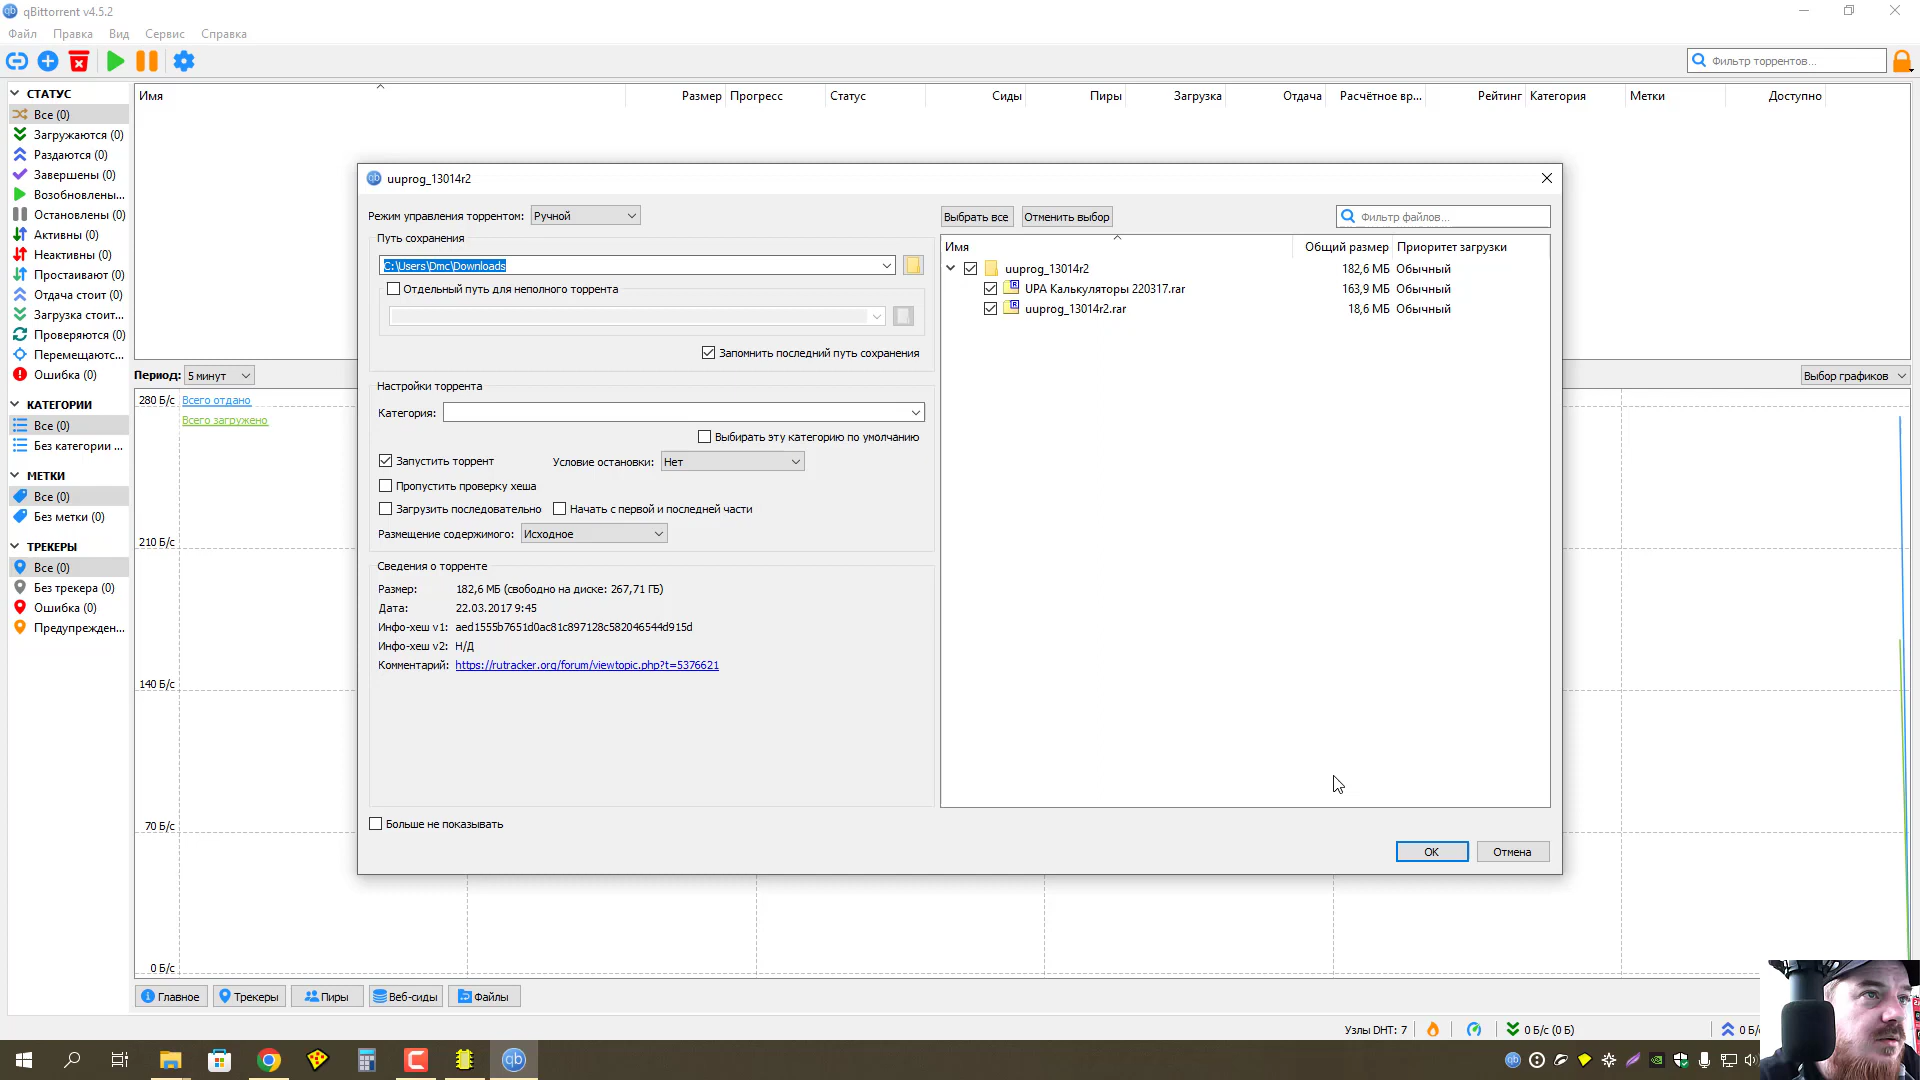 qBittorrent v4.5.2
Файл Правка Вид Сервис Справка
Фильтр торрентов...
СТАТУС
Все (0)
Загружаются (0)
Раздаются (0)
Завершены (0)
Возобновлены...
Остановлены (0)
Активны (0)
Неактивны (0)
Простаивают (0)
Отдача стоит (0)
Загрузка стоит...
Проверяются (0)
Перемещаютс...
Ошибка (0)
КАТЕГОРИИ
Все (0)
Без категории ...
МЕТКИ
Все (0)
Без метки (0)
ТРЕКЕРЫ
Все (0)
Без трекера (0)
Ошибка (0)
Предупрежден...
Имя Размер Прогресс Статус Сиды Пиры Загрузка Отдача Расчётное вр... Рейтинг Категория Метки Доступно
Период: 5 минут
Выбор графиков
280 Б/с
Всего отдано
Всего загружено
210 Б/с
140 Б/с
70 Б/с
0 Б/с
uuprog_13014r2
Режим управления торрентом: Ручной
Путь сохранения
C:\Users\Dmc\Downloads
Отдельный путь для неполного торрента
Запомнить последний путь сохранения
Настройки торрента
Категория:
Выбирать эту категорию по умолчанию
Запустить торрент Условие остановки: Нет
Пропустить проверку хеша
Загрузить последовательно Начать с первой и последней части
Размещение содержимого: Исходное
Сведения о торренте
Размер: 182,6 МБ (свободно на диске: 267,71 ГБ)
Дата: 22.03.2017 9:45
Инфо-хеш v1: aed1555b7651d0ac81c897128c582046544d915d
Инфо-хеш v2: Н/Д
Комментарий: https://rutracker.org/forum/viewtopic.php?t=5376621
Больше не показывать
Выбрать все Отменить выбор
Фильтр файлов...
Имя Общий размер Приоритет загрузки
uuprog_13014r2 182,6 МБ Обычный
UPA Калькуляторы 220317.rar 163,9 МБ Обычный
uuprog_13014r2.rar 18,6 МБ Обычный
OK Отмена
Главное Трекеры Пиры Веб-сиды Файлы
Узлы DHT: 7 0 Б/с (0 Б) 0 Б/